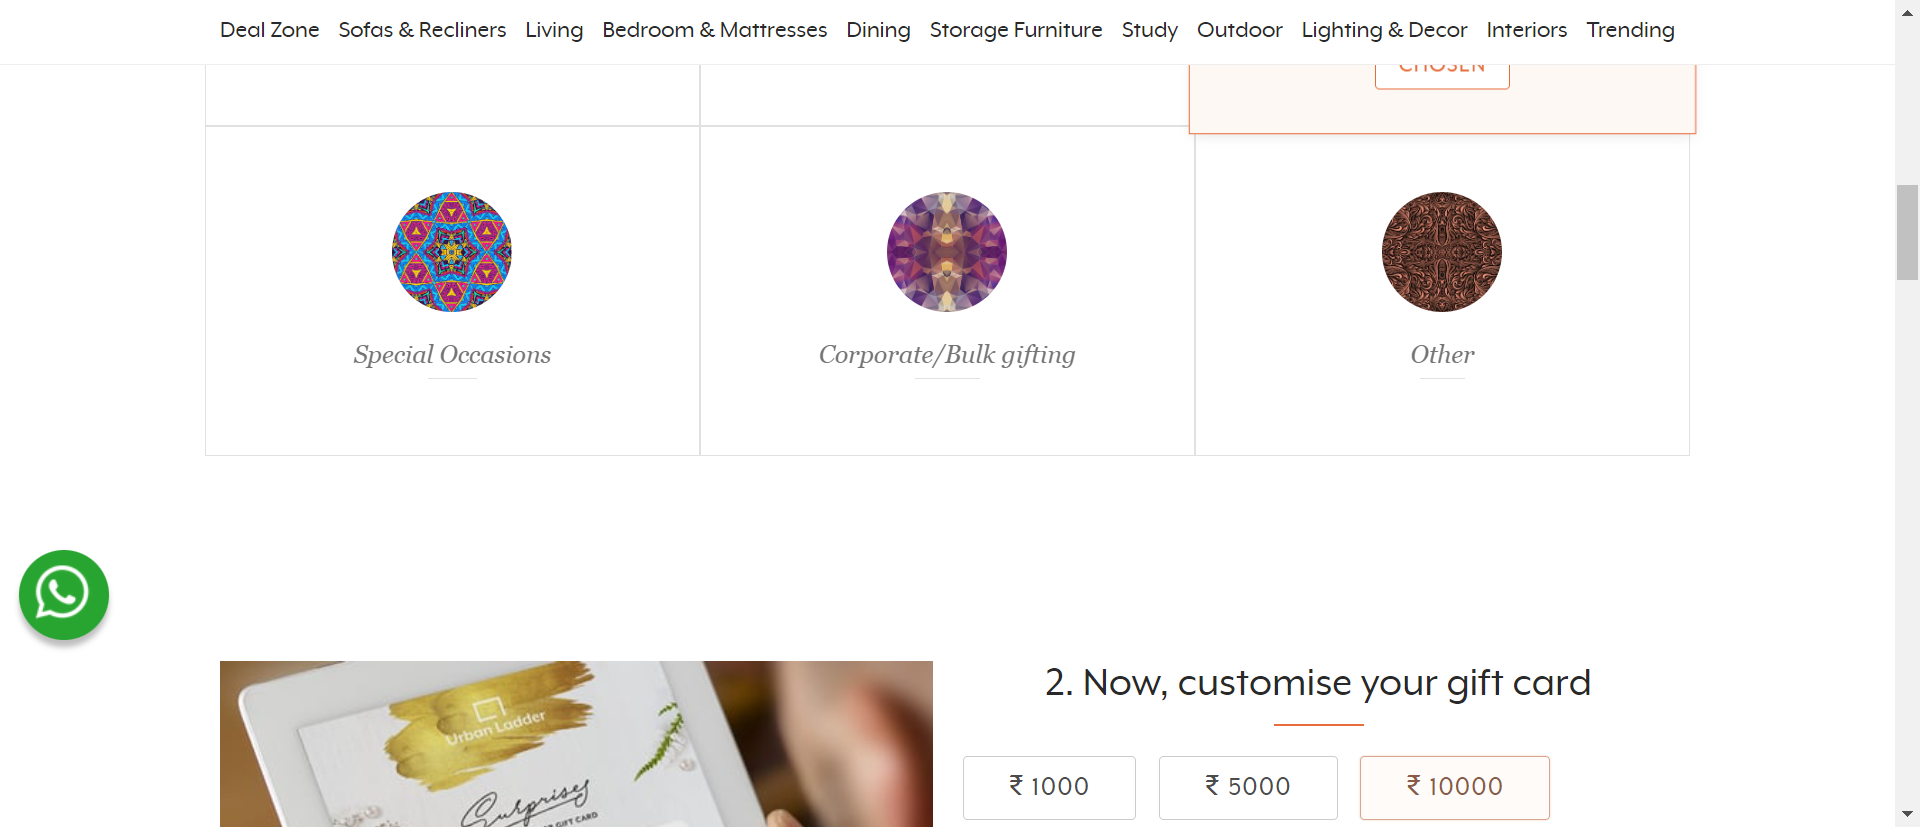 Deal Zone Sofas & Recliners Living Bedroom & Mattresses Dining Storage Furniture Study Outdoor Lighting & Decor Interiors Trending
CHOSEN
Special Occasions Corporate/Bulk gifting Other
2. Now, customise your gift card
Urban Ladder
₹ 1000 ₹ 5000 ₹ 10000
Surprises
GIFT CARD